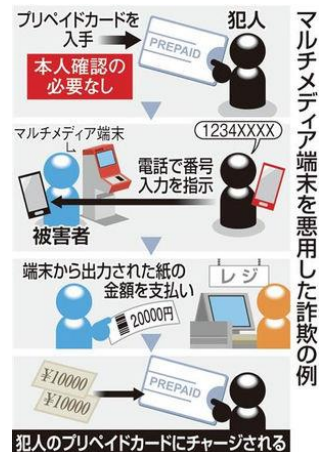 マルチメディア端末を悪用した詐欺の例
プリペイドカードを
入手
犯人
PREPAID
本人確認の
必要なし
マルチメディア端末
1234XXXX
電話で番号
入力を指示
被害者
端末から出力された紙の
金額を支払い
レジ
20000円
¥10000
¥10000
PREPAID
犯人のプリペイドカードにチャージされる